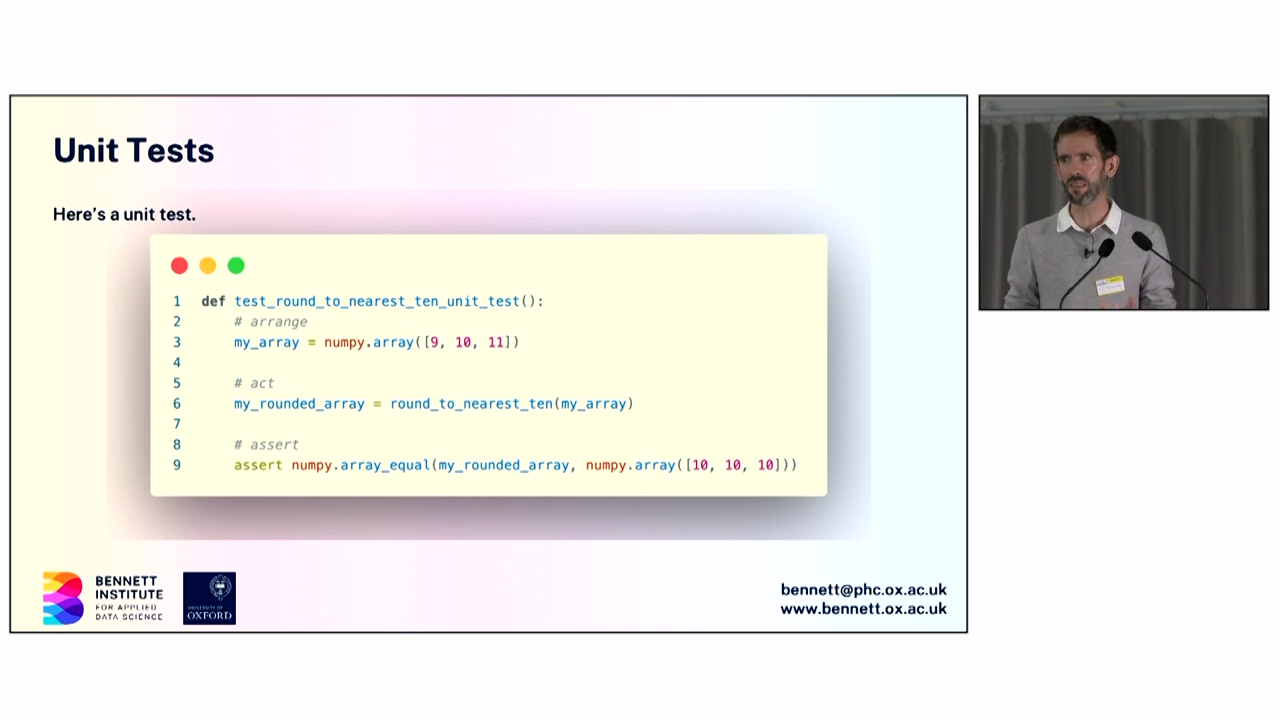 Unit Tests
Here's a unit test.
1 def test_round_to_nearest_ten_unit_test():
2 # arrange
3 my_array = numpy.array([9, 10, 11])
4
5 # act
6 my_rounded_array = round_to_nearest_ten(my_array)
7
8 # assert
9 assert numpy.array_equal(my_rounded_array, numpy.array([10, 10, 10]))
BENNETT
INSTITUTE
FOR APPLIED
DATA SCIENCE
UNIVERSITY OF
OXFORD
bennett@phc.ox.ac.uk
www.bennett.ox.ac.uk